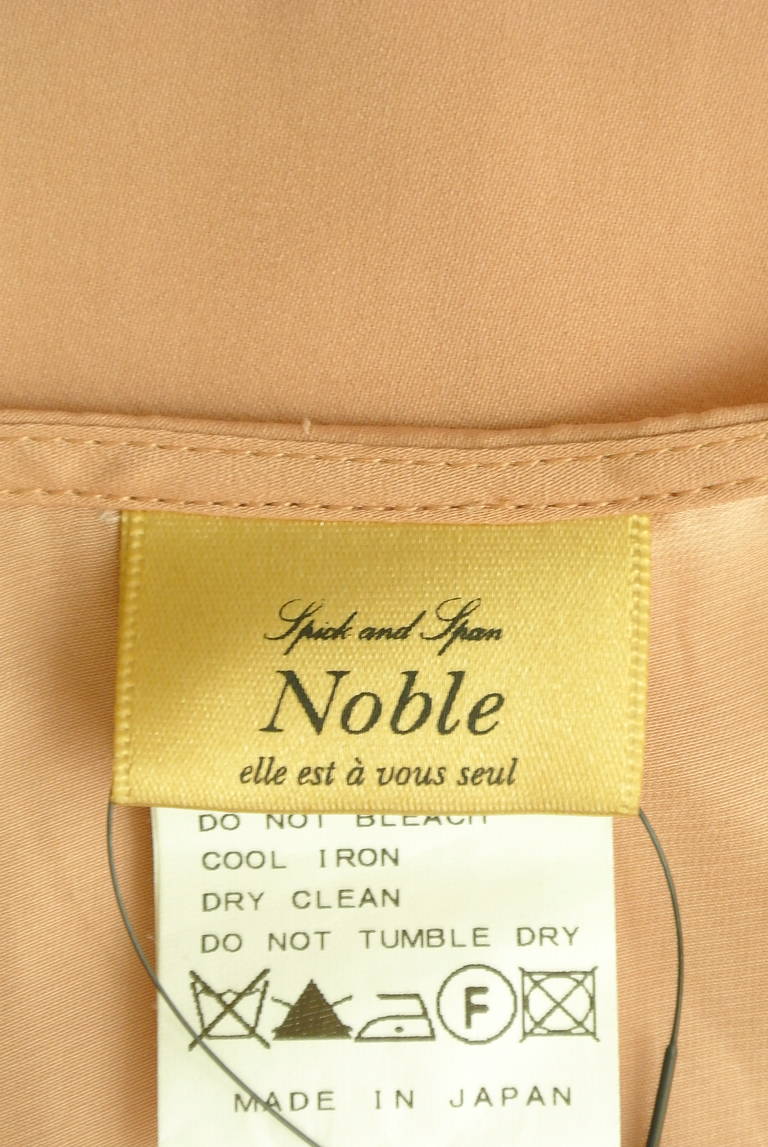 Spick and Span
Noble
elle est à vous seul
DO NOT BLEACH
COOL IRON
DRY CLEAN
DO NOT TUMBLE DRY
F
MADE IN JAPAN